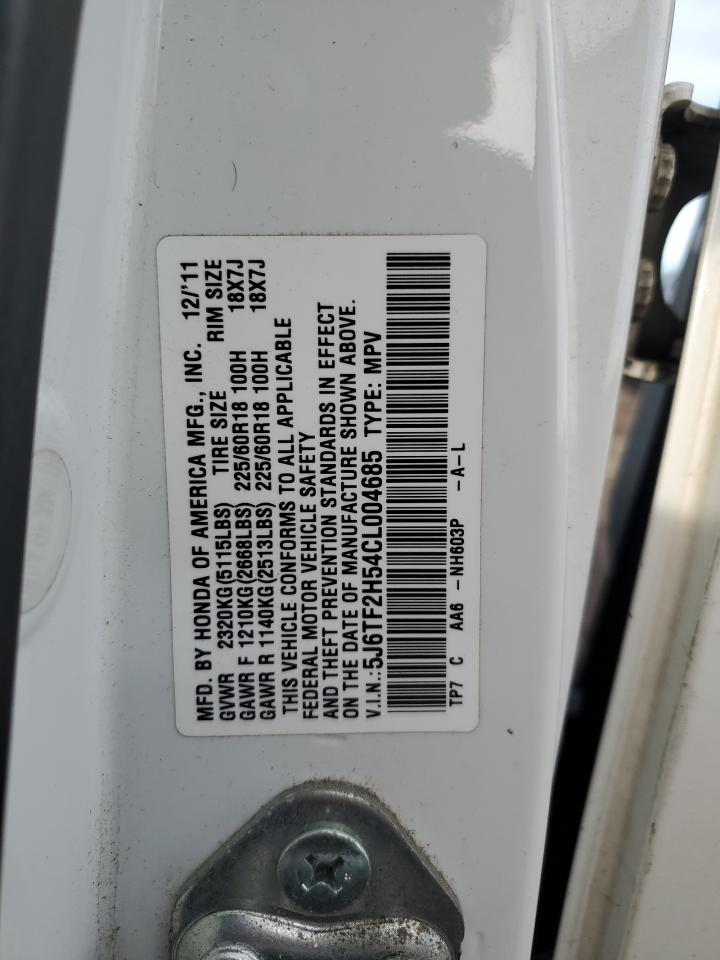 MFD. BY HONDA OF AMERICA MFG., INC. 12/'11
GVWR 2320KG(5115LBS) TIRE SIZE RIM SIZE
GAWR F 1210KG(2668LBS) 225/60R18 100H 18X7J
GAWR R 1140KG(2513LBS) 225/60R18 100H 18X7J
THIS VEHICLE CONFORMS TO ALL APPLICABLE
FEDERAL MOTOR VEHICLE SAFETY
AND THEFT PREVENTION STANDARDS IN EFFECT
ON THE DATE OF MANUFACTURE SHOWN ABOVE.
V.I.N.:5J6TF2H54CL004685 TYPE: MPV
TP7 C AA6 - NH603P -A-L